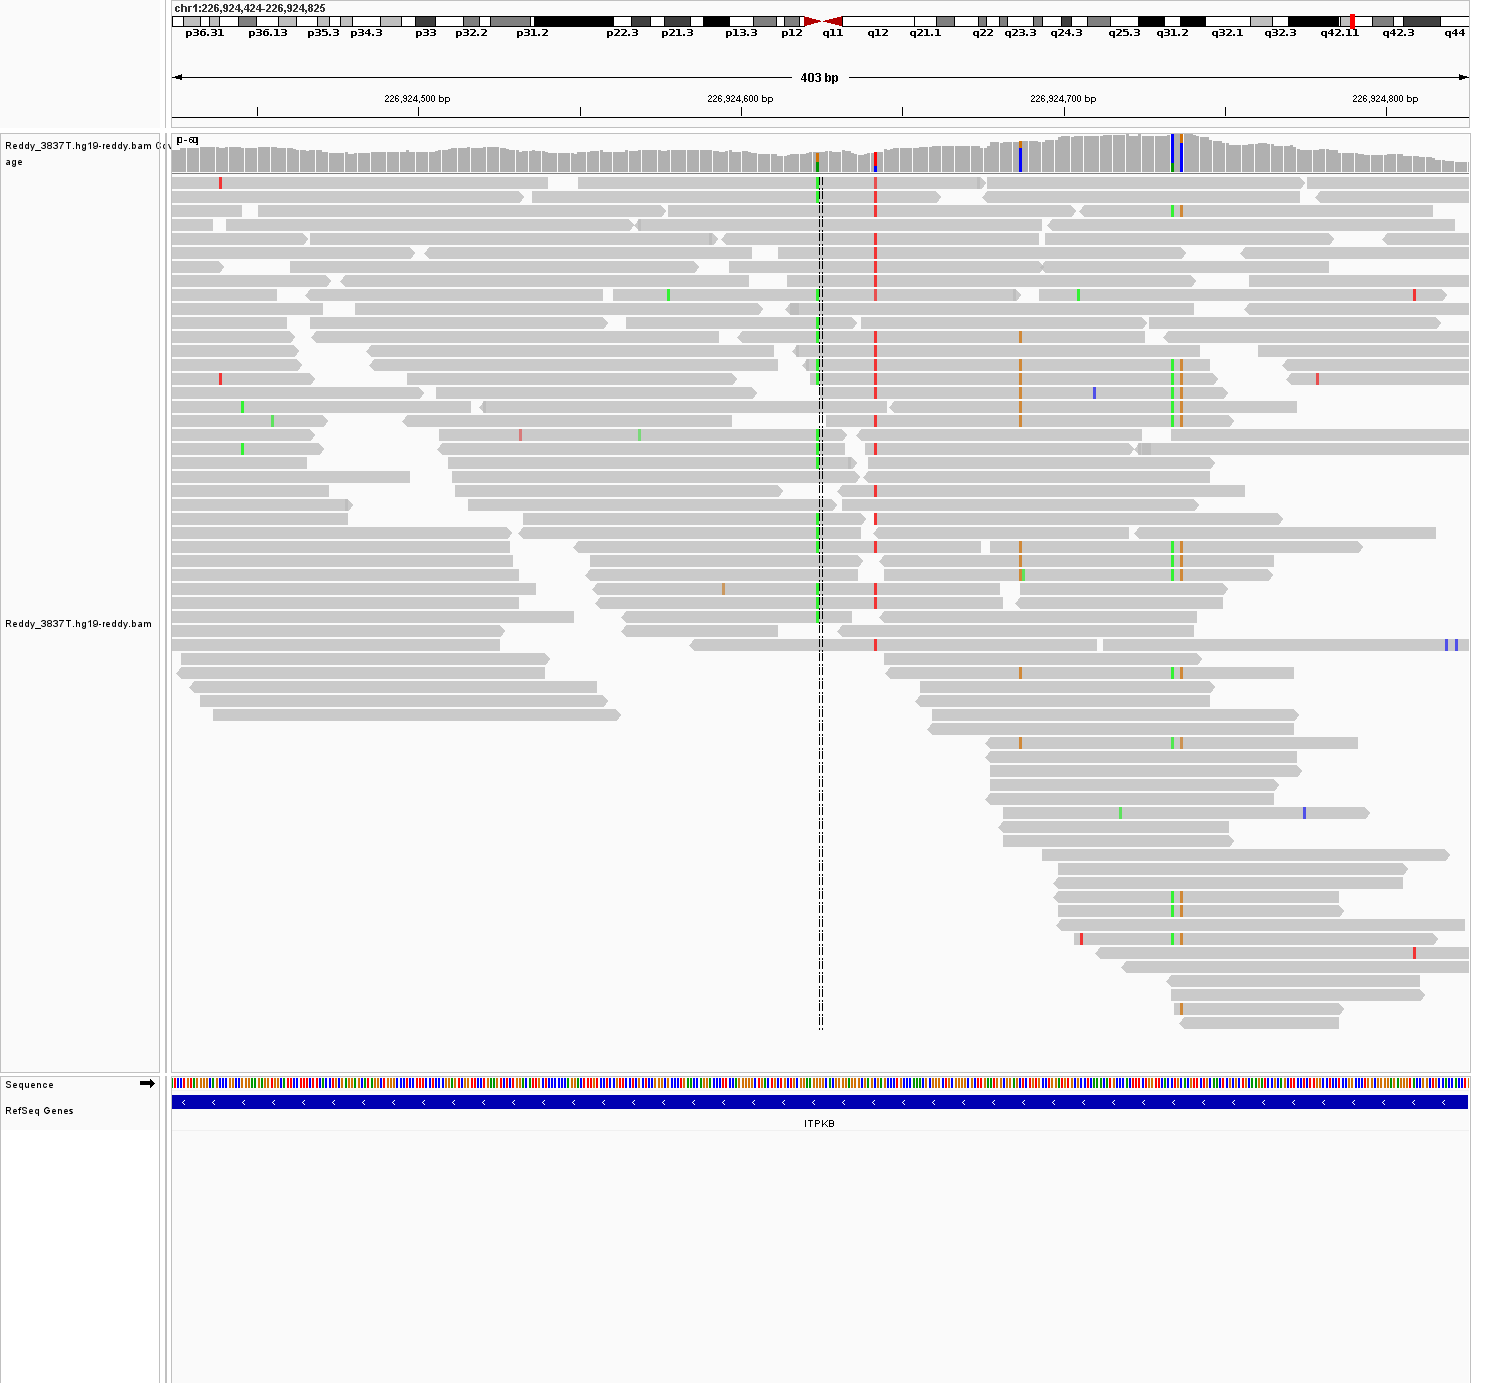 chr1:226,924,424-226,924,825
p36.31 p36.13 p35.3 p34.3 p33 p32.2 p31.2 p22.3 p21.3 p13.3 p12 q11 q12 q21.1 q22 q23.3 q24.3 q25.3 q31.2 q32.1 q32.3 q42.11 q42.3 q44
403 bp
226,924,500 bp 226,924,600 bp 226,924,700 bp 226,924,800 bp
Reddy_3837T.hg19-reddy.bam
age
[0-60]
Reddy_3837T.hg19-reddy.bam
Sequence
RefSeq Genes
ITPKB